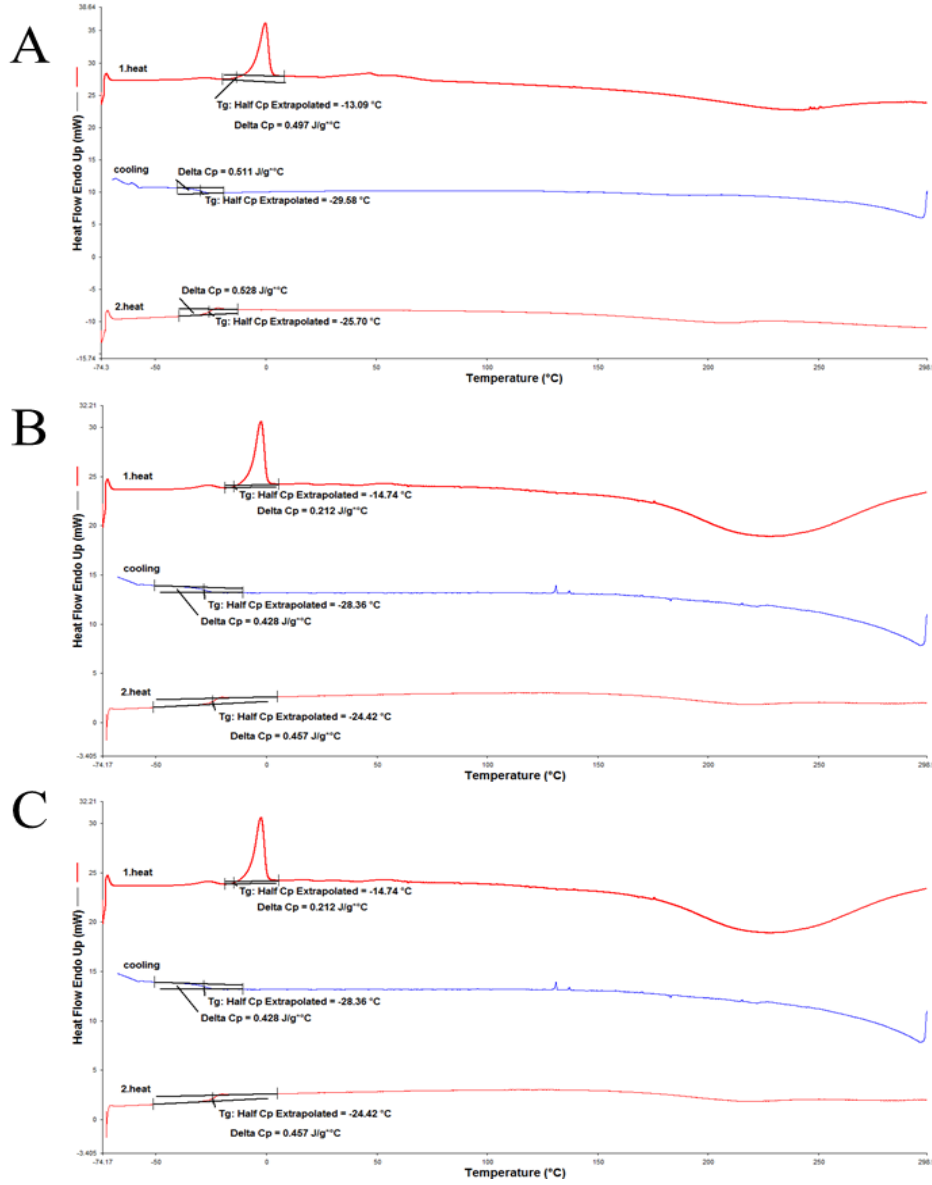 A
38.64
35
30
25
20
15
10
5
0
-5
-10
-15.74
Heat Flow Endo Up (mW)
1.heat
Tg: Half Cp Extrapolated = -13.09 °C
Delta Cp = 0.497 J/g*°C
cooling
Delta Cp = 0.511 J/g*°C
Tg: Half Cp Extrapolated = -29.58 °C
Delta Cp = 0.528 J/g*°C
2.heat
Tg: Half Cp Extrapolated = -25.70 °C
-74.3 -50 0 50 100 150 200 250 298.
Temperature (°C)
B
32.21
30
25
20
15
10
5
0
-3.405
Heat Flow Endo Up (mW)
1.heat
Tg: Half Cp Extrapolated = -14.74 °C
Delta Cp = 0.212 J/g*°C
cooling
Tg: Half Cp Extrapolated = -28.36 °C
Delta Cp = 0.428 J/g*°C
2.heat
Tg: Half Cp Extrapolated = -24.42 °C
Delta Cp = 0.457 J/g*°C
-74.17 -50 0 50 100 150 200 250 298.
Temperature (°C)
C
32.21
30
25
20
15
10
5
0
-3.405
Heat Flow Endo Up (mW)
1.heat
Tg: Half Cp Extrapolated = -14.74 °C
Delta Cp = 0.212 J/g*°C
cooling
Tg: Half Cp Extrapolated = -28.36 °C
Delta Cp = 0.428 J/g*°C
2.heat
Tg: Half Cp Extrapolated = -24.42 °C
Delta Cp = 0.457 J/g*°C
-74.17 -50 0 50 100 150 200 250 298.
Temperature (°C)